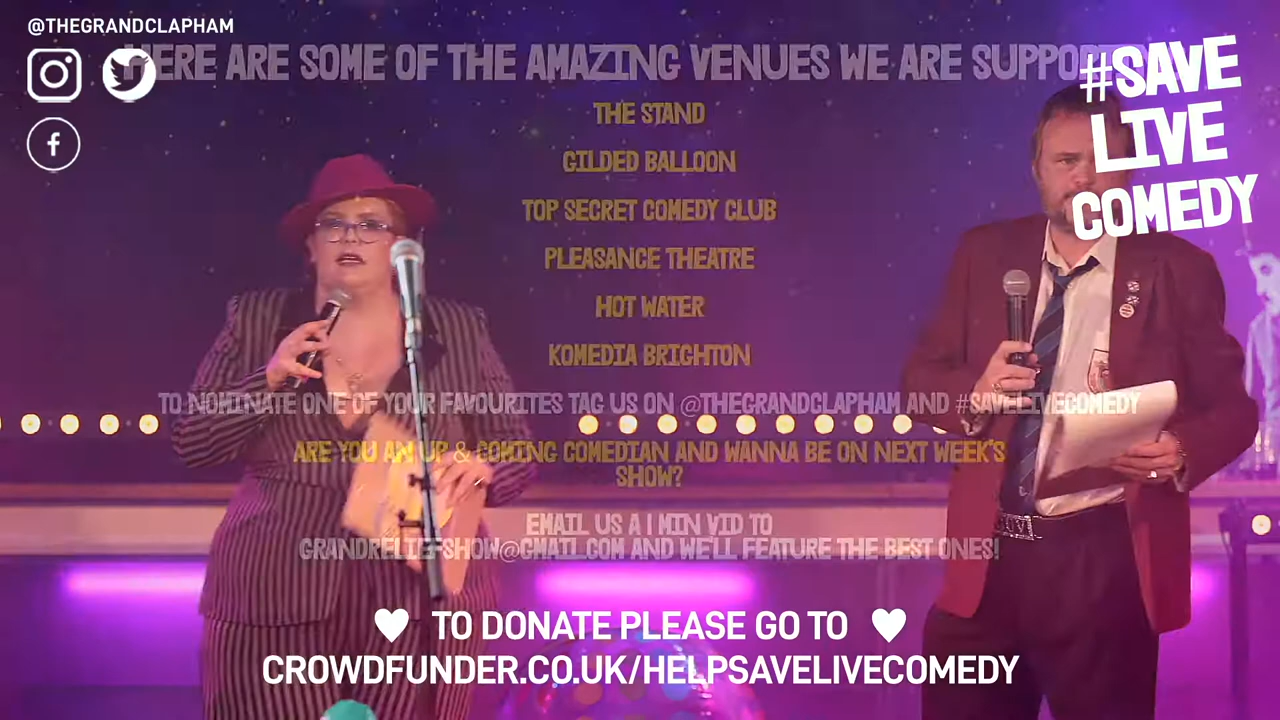 @THEGRANDCLAPHAM
HERE ARE SOME OF THE AMAZING VENUES WE ARE
#SAVE
LIVE
COMEDY
THE STAND
GILDED BALLOON
TOP SECRET COMEDY CLUB
PLEASANCE THEATRE
HOT WATER
KOMEDIA BRIGHTON
TO NOMINATE ONE OF YOUR FAVOURITES TAG US ON @THEGRANDCLAPHAM AND #SAVELIVECOMEDY
ARE YOU AN UP & COMING COMEDIAN AND WANNA BE ON NEXT WEEK'S
SHOW?
EMAIL US A 1 MIN VID TO
GRANDRELIEFSHOW@GMAIL.COM AND WE'LL FEATURE THE BEST ONES!
TO DONATE PLEASE GO TO
CROWDFUNDER.CO.UK/HELPSAVELIVECOMEDY